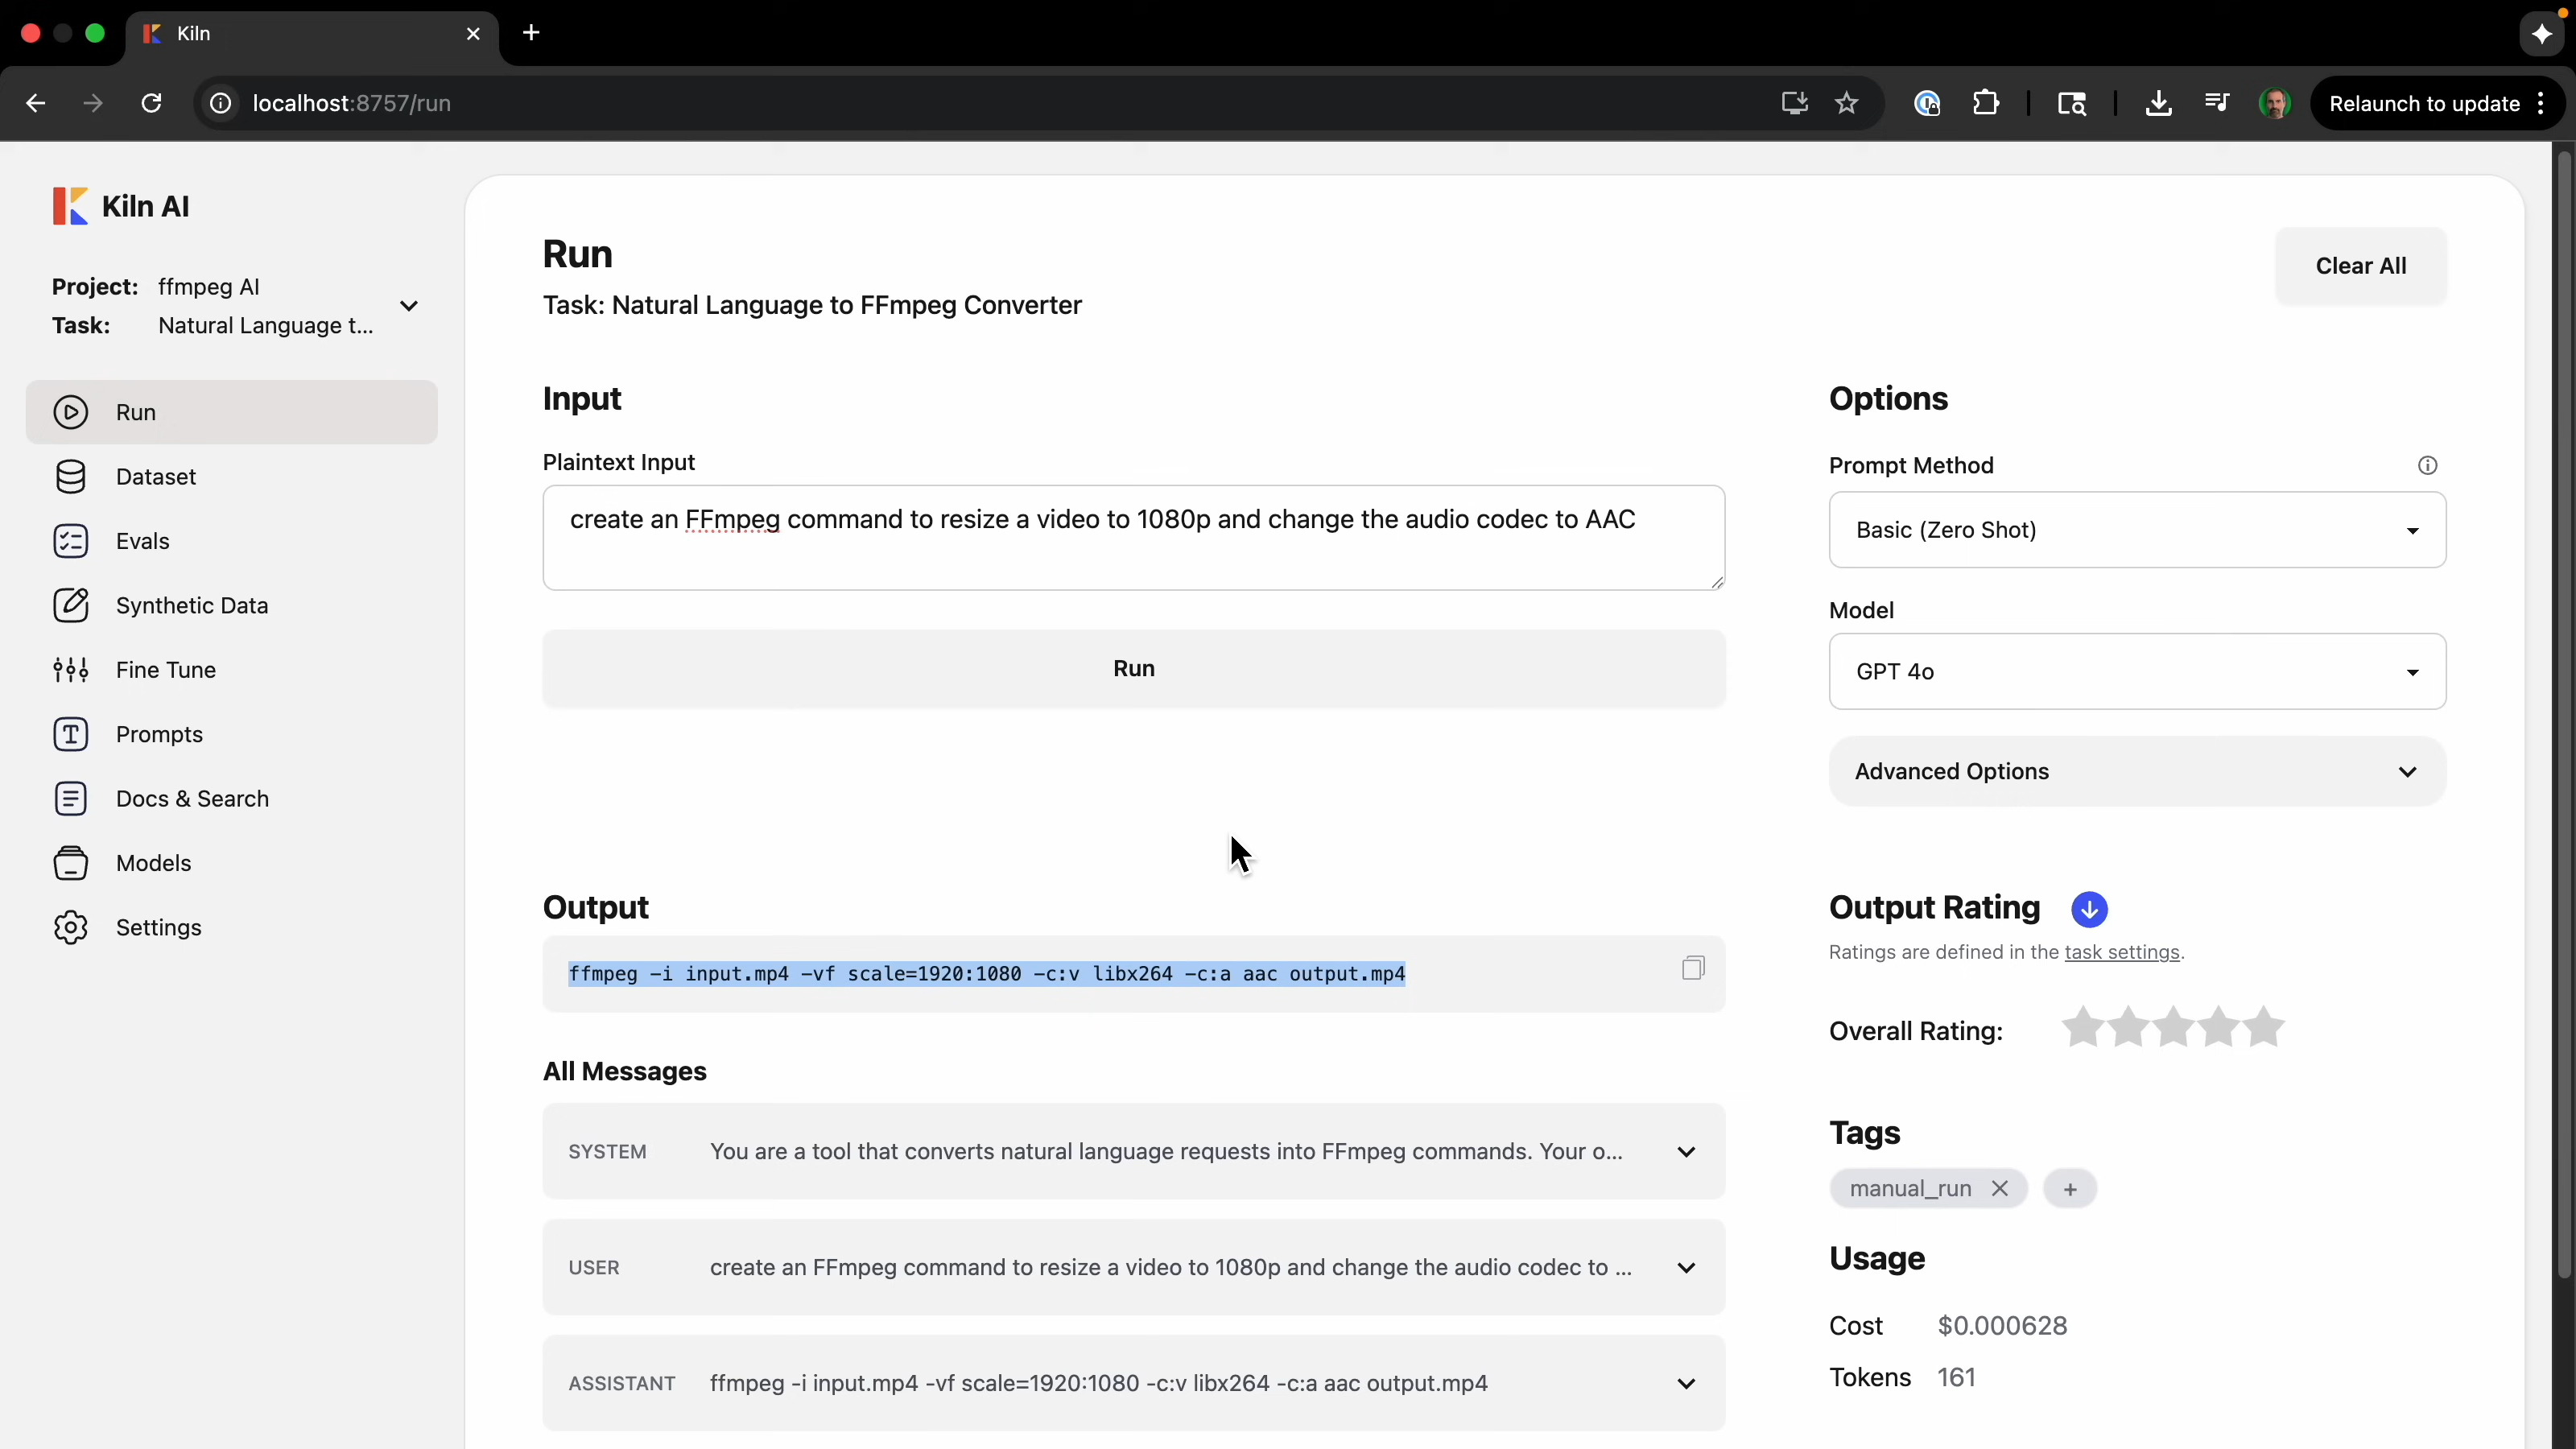 Kiln
localhost:8757/run
Relaunch to update
Kiln AI
Project: ffmpeg AI
Task: Natural Language t...
Run
Dataset
Evals
Synthetic Data
Fine Tune
Prompts
Docs & Search
Models
Settings
Run
Task: Natural Language to FFmpeg Converter
Clear All
Input
Plaintext Input
create an FFmpeg command to resize a video to 1080p and change the audio codec to AAC
Run
Options
Prompt Method
Basic (Zero Shot)
Model
GPT 4o
Advanced Options
Output
ffmpeg -i input.mp4 -vf scale=1920:1080 -c:v libx264 -c:a aac output.mp4
All Messages
SYSTEM You are a tool that converts natural language requests into FFmpeg commands. Your o...
USER create an FFmpeg command to resize a video to 1080p and change the audio codec to ...
ASSISTANT ffmpeg -i input.mp4 -vf scale=1920:1080 -c:v libx264 -c:a aac output.mp4
Output Rating
Ratings are defined in the task settings.
Overall Rating:
Tags
manual_run
Usage
Cost $0.000628
Tokens 161